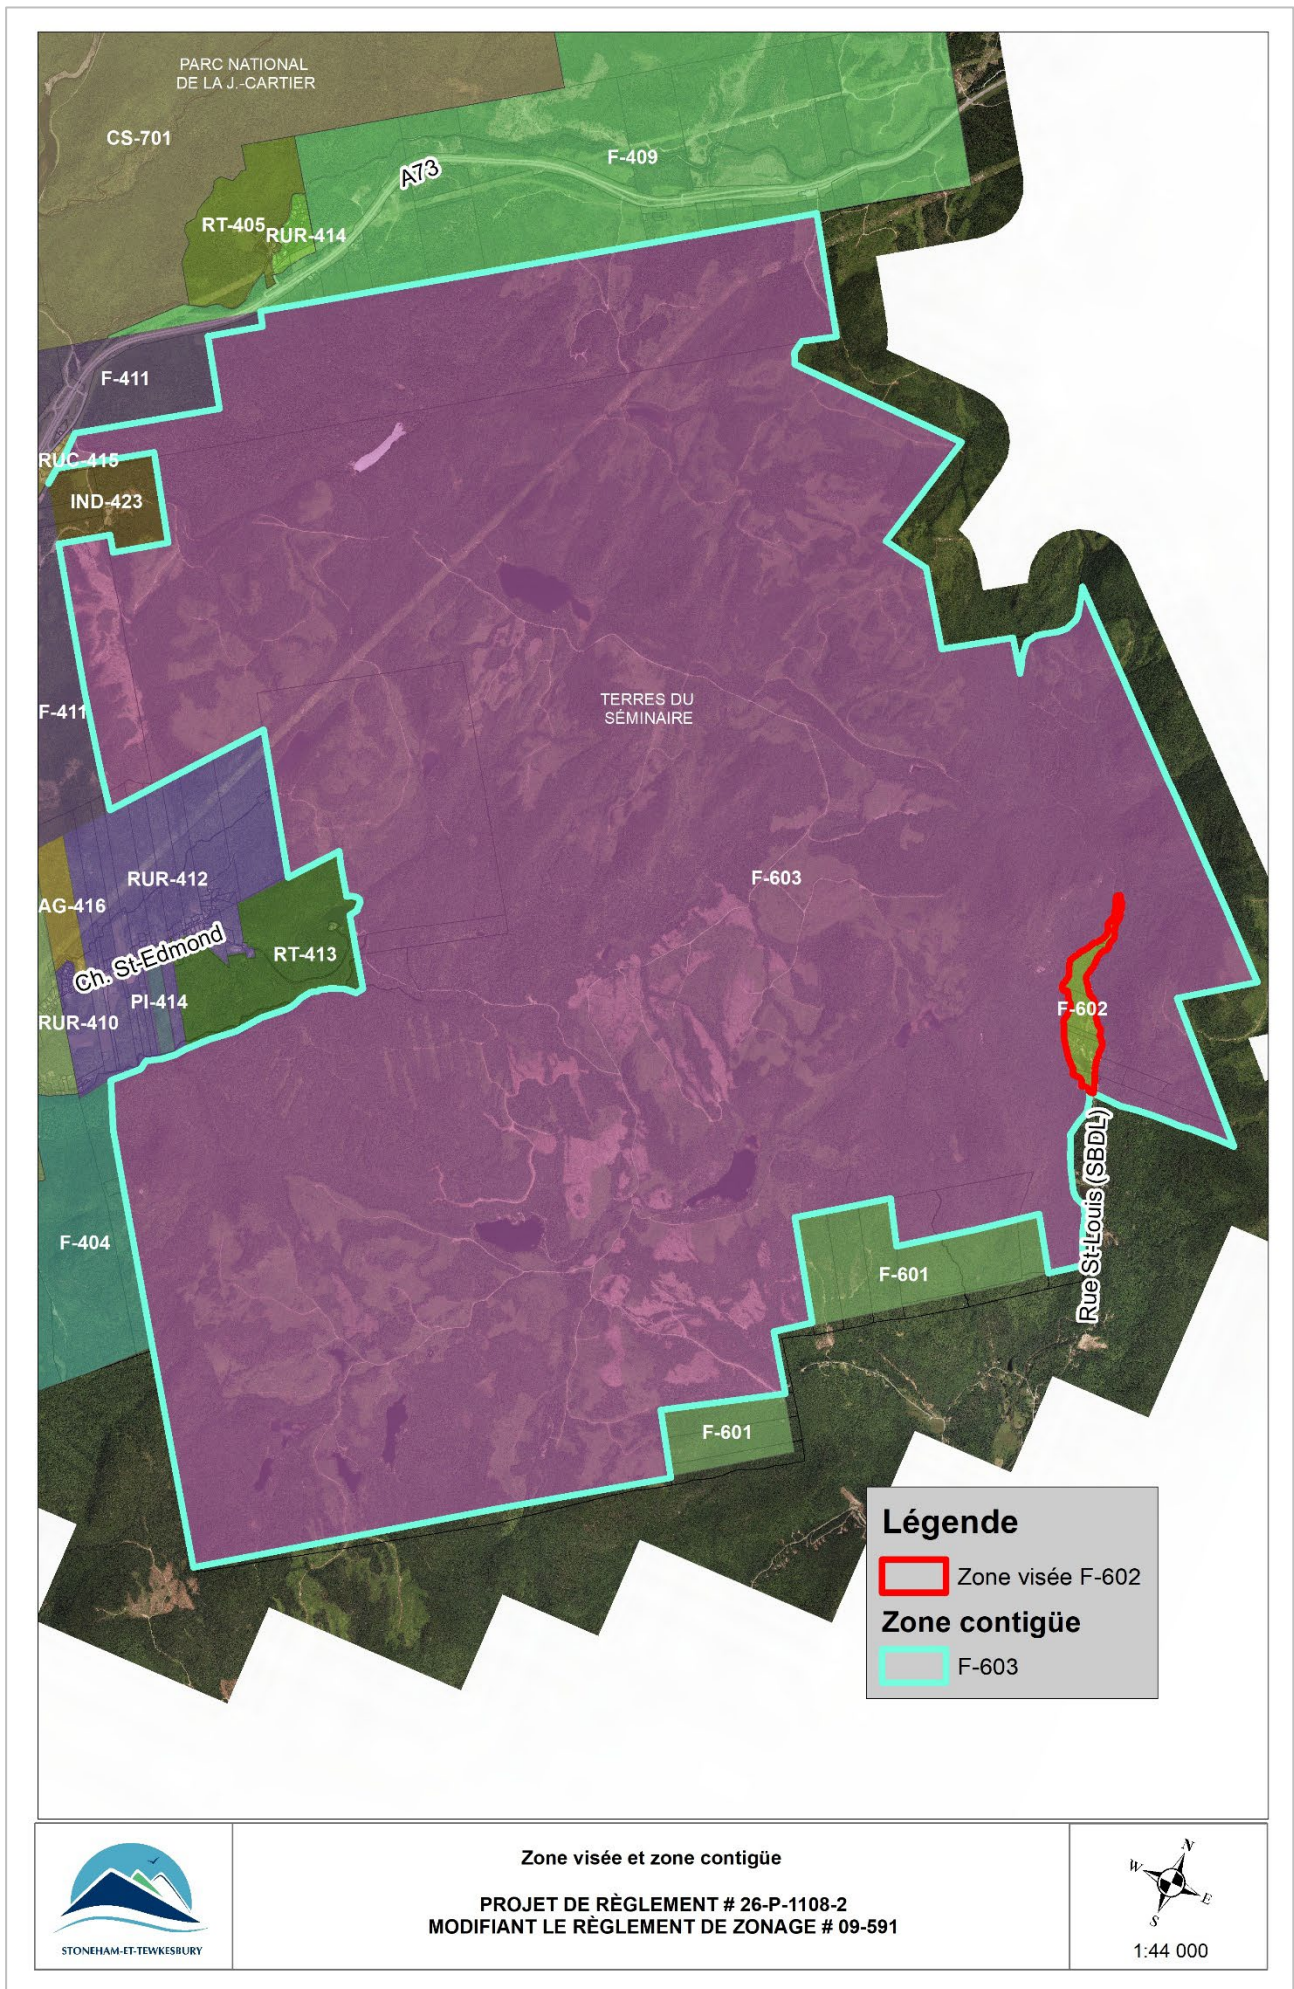 PARC NATIONAL
DE LA J.-CARTIER
CS-701
F-409
A73
RT-405
RUR-414
F-411
RUC-415
IND-423
F-411
TERRES DU
SÉMINAIRE
RUR-412
F-603
AG-416
Ch. St-Edmond
RT-413
PI-414
RUR-410
F-602
Rue St-Louis (SBDL)
F-404
F-601
F-601
Légende
Zone visée F-602
Zone contigüe
F-603
STONEHAM-ET-TEWKESBURY
Zone visée et zone contigüe
PROJET DE RÈGLEMENT # 26-P-1108-2
MODIFIANT LE RÈGLEMENT DE ZONAGE # 09-591
N
W
E
S
1:44 000